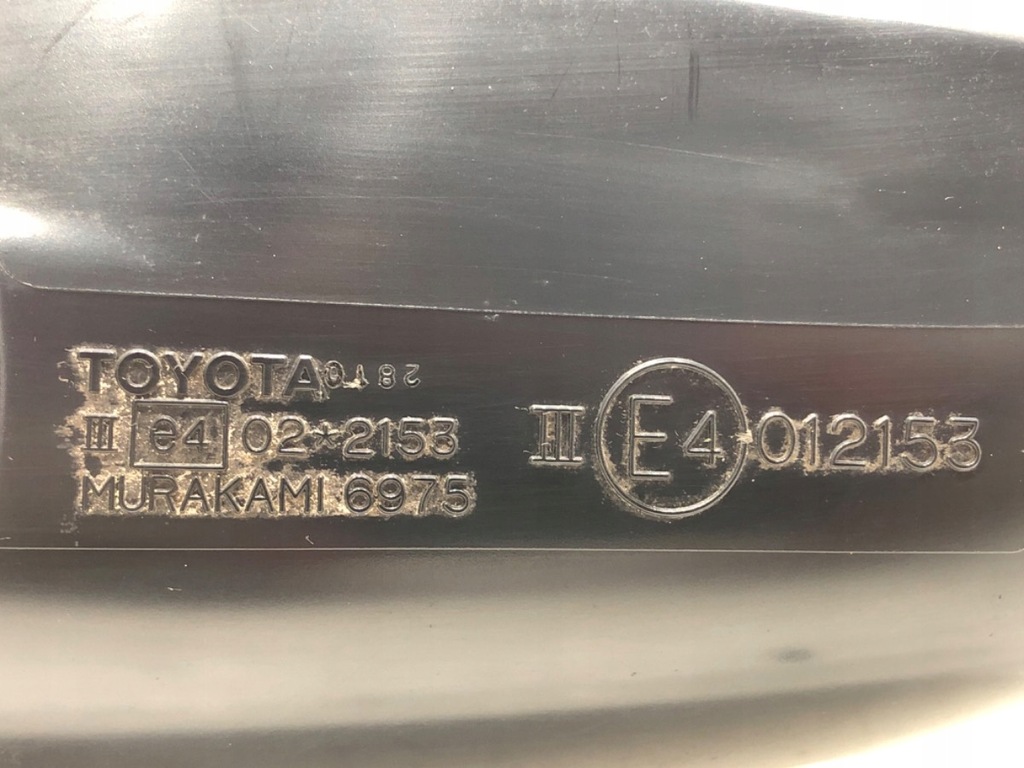 TOYOTA
III e4 02*2153
MURAKAMI 6975
III E4 012153